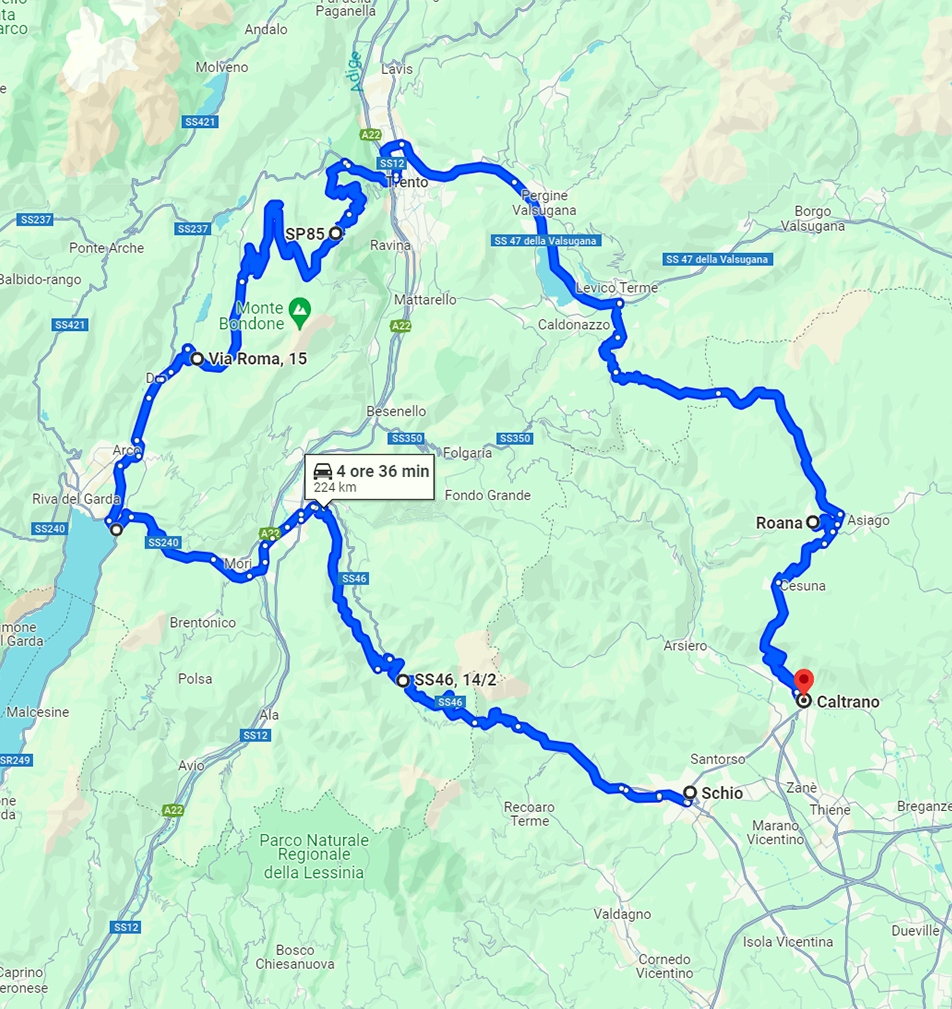 nta
arco
Paganella
Andalo
Molveno
Adige
Lavis
SS421
A22
SS12
Trento
Pergine
Valsugana
Borgo
Valsugana
SS237
SS237
SP85
Ponte Arche
Ravina
SS 47 della Valsugana
SS 47 della Valsugana
Balbido-rango
Levico Terme
Mattarello
Monte
Bondone
SS421
A22
Caldonazzo
Via Roma, 15
Besenello
SS350
SS350
Arco
Folgaria
4 ore 36 min
224 km
Riva del Garda
Fondo Grande
Roana
Asiago
SS240
SS240
A22
Mori
SS46
Cesuna
Brentonico
l Garda
Arsiero
Polsa
SS46, 14/2
SS46
Caltrano
Malcesine
Ala
SS12
SR249
Avio
Santorso
Schio
Zanè
A22
Recoaro
Terme
Thiene
Breganze
Marano
Vicentino
Parco Naturale
Regionale
della Lessinia
Valdagno
SS12
Dueville
Isola Vicentina
Bosco
Chiesanuova
Cornedo
Vicentino
Caprino
eronese